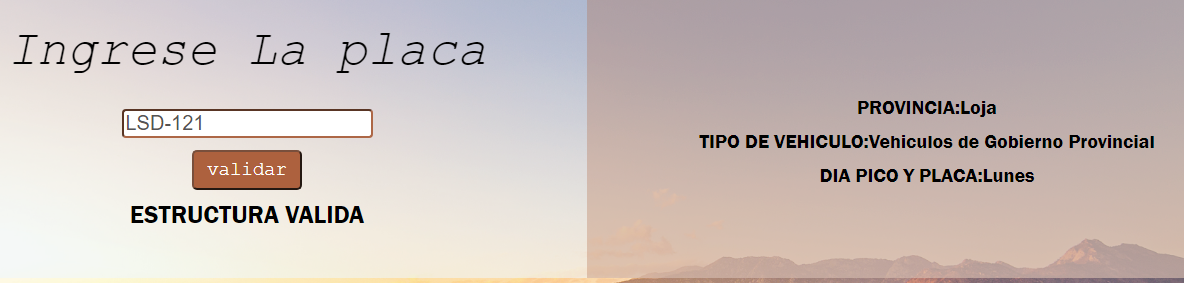 Ingrese La placa
LSD-121
validar
ESTRUCTURA VALIDA
PROVINCIA:Loja
TIPO DE VEHICULO:Vehiculos de Gobierno Provincial
DIA PICO Y PLACA:Lunes